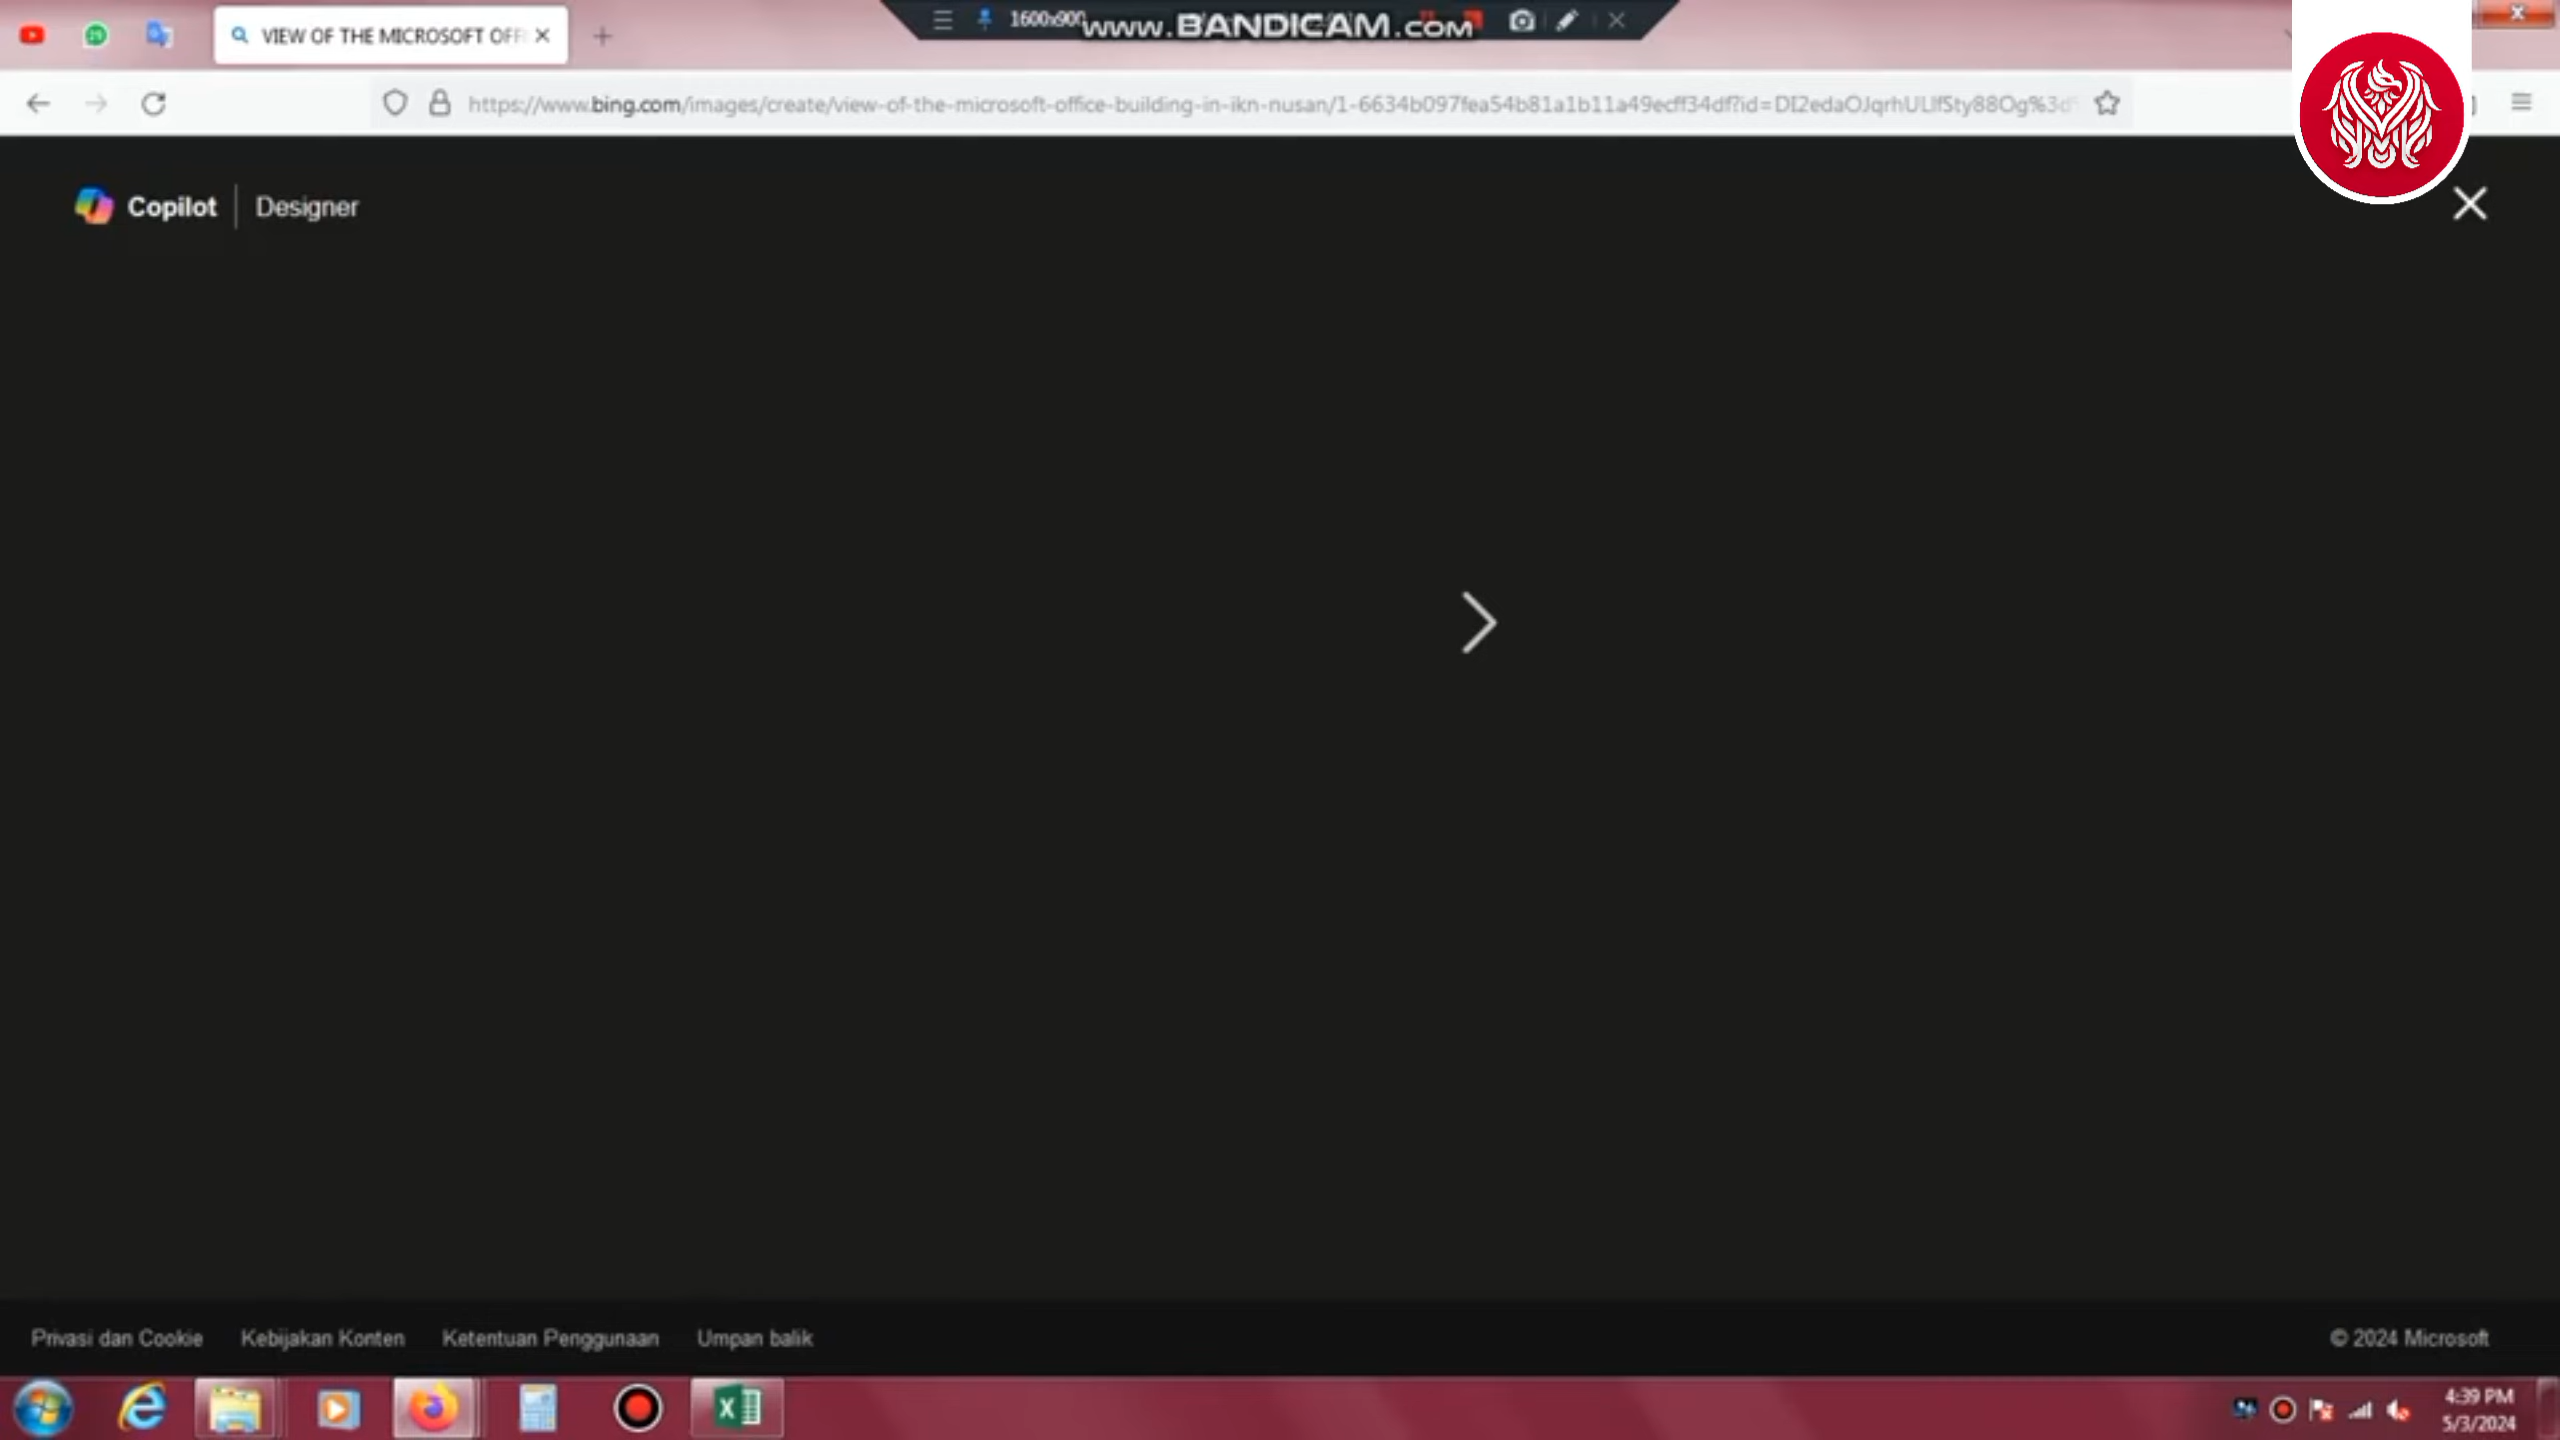 VIEW OF THE MICROSOFT OFF
1600x900
www.BANDICAM.com
https://www.bing.com/images/create/view-of-the-microsoft-office-building-in-ikn-nusan/1-6634b097fea54b81a1b11a49ecff34df?id=
Copilot
Designer
Privasi dan Cookie
Kebijakan Konten
Ketentuan Penggunaan
Umpan balik
© 2024 Microsoft
4:39 PM
5/3/2024